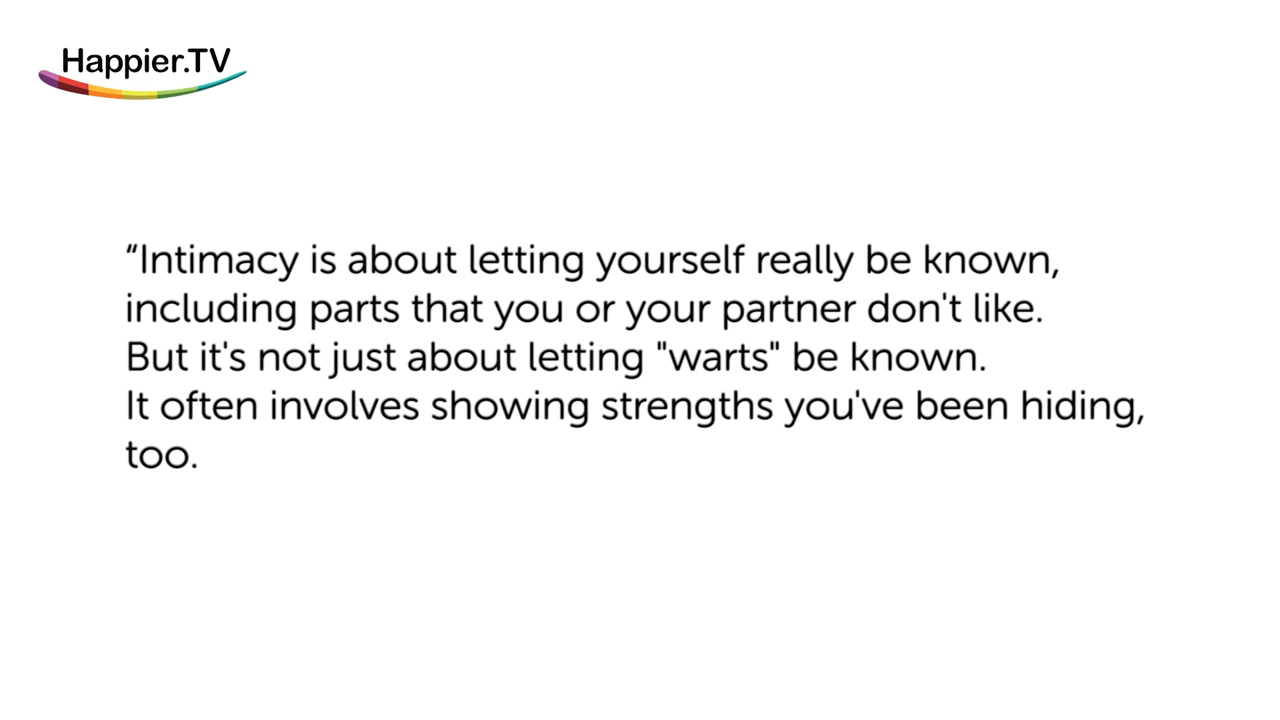 Happier.TV
“Intimacy is about letting yourself really be known,
including parts that you or your partner don't like.
But it's not just about letting "warts" be known.
It often involves showing strengths you've been hiding,
too.